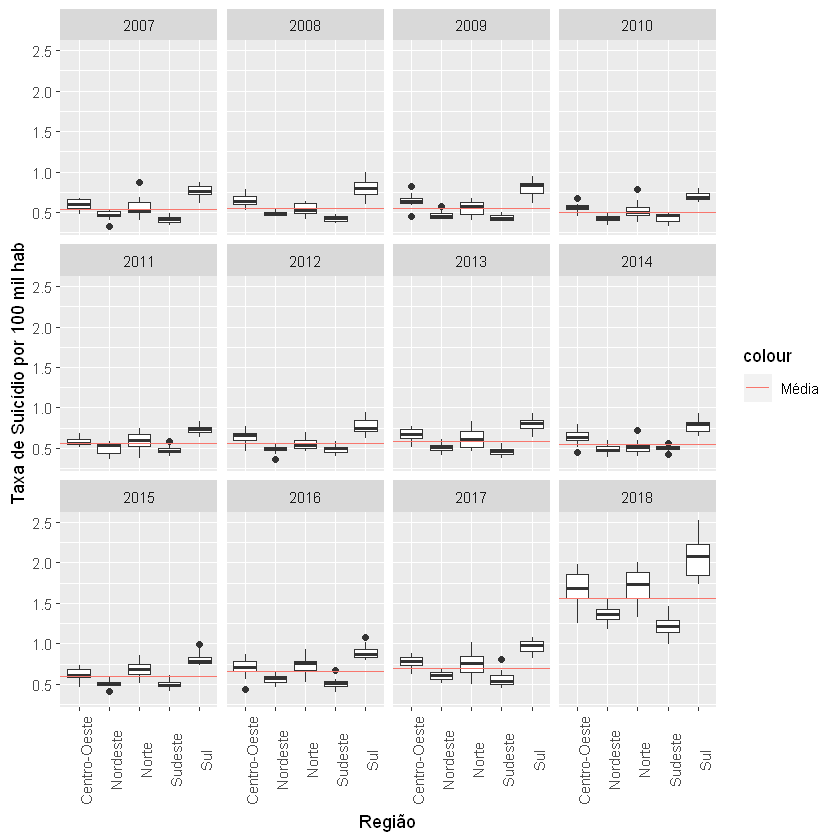 2007 2008 2009 2010
2.5
2.0
1.5
1.0
0.5
2011 2012 2013 2014
2.5
2.0
1.5
1.0
0.5
2015 2016 2017 2018
2.5
2.0
1.5
1.0
0.5
Centro-Oeste
Nordeste
Norte
Sudeste
Sul
Centro-Oeste
Nordeste
Norte
Sudeste
Sul
Centro-Oeste
Nordeste
Norte
Sudeste
Sul
Centro-Oeste
Nordeste
Norte
Sudeste
Sul
Região
Taxa de Suicídio por 100 mil hab
colour
Média